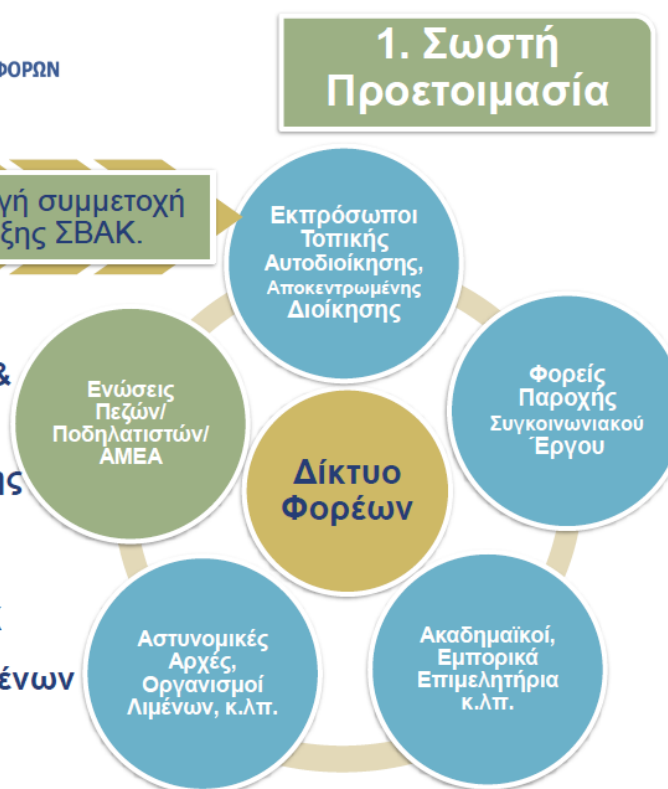 ΦΟΡΩΝ
1. Σωστή
Προετοιμασία
γή συμμετοχή
ξης ΣΒΑΚ.
Εκπρόσωποι
Τοπικής
Αυτοδιοίκησης,
Αποκεντρωμένης
Διοίκησης
&
Ενώσεις
Πεζών/
Ποδηλατιστών/
ΑΜΕΑ
Φορείς
Παροχής
Συγκοινωνιακού
Έργου
Δίκτυο
Φορέων
ης
Αστυνομικές
Αρχές,
Οργανισμοί
Λιμένων, κ.λπ.
Ακαδημαϊκοί,
Εμπορικά
Επιμελητήρια
κ.λπ.
ένων